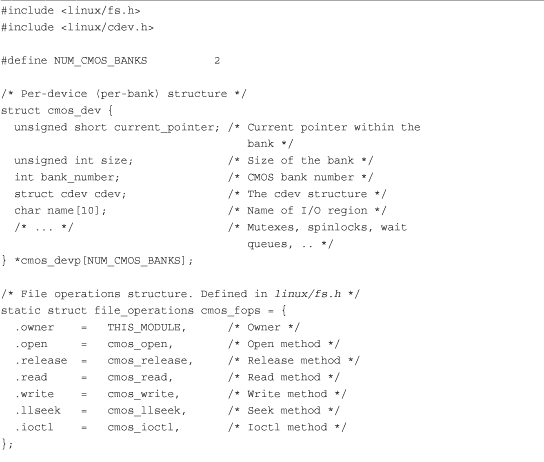 #include <linux/fs.h>
#include <linux/cdev.h>
#define NUM_CMOS_BANKS          2
/* Per-device (per-bank) structure */
struct cmos_dev {
  unsigned short current_pointer; /* Current pointer within the
                                     bank */
  unsigned int size;              /* Size of the bank */
  int bank_number;                /* CMOS bank number */
  struct cdev cdev;               /* The cdev structure */
  char name[10];                  /* Name of I/O region */
  /* ... */                       /* Mutexes, spinlocks, wait
                                     queues, .. */
} *cmos_devp[NUM_CMOS_BANKS];
/* File operations structure. Defined in linux/fs.h */
static struct file_operations cmos_fops = {
  .owner    =   THIS_MODULE,      /* Owner */
  .open     =   cmos_open,        /* Open method */
  .release  =   cmos_release,     /* Release method */
  .read     =   cmos_read,        /* Read method */
  .write    =   cmos_write,       /* Write method */
  .llseek   =   cmos_llseek,      /* Seek method */
  .ioctl    =   cmos_ioctl,       /* Ioctl method */
};